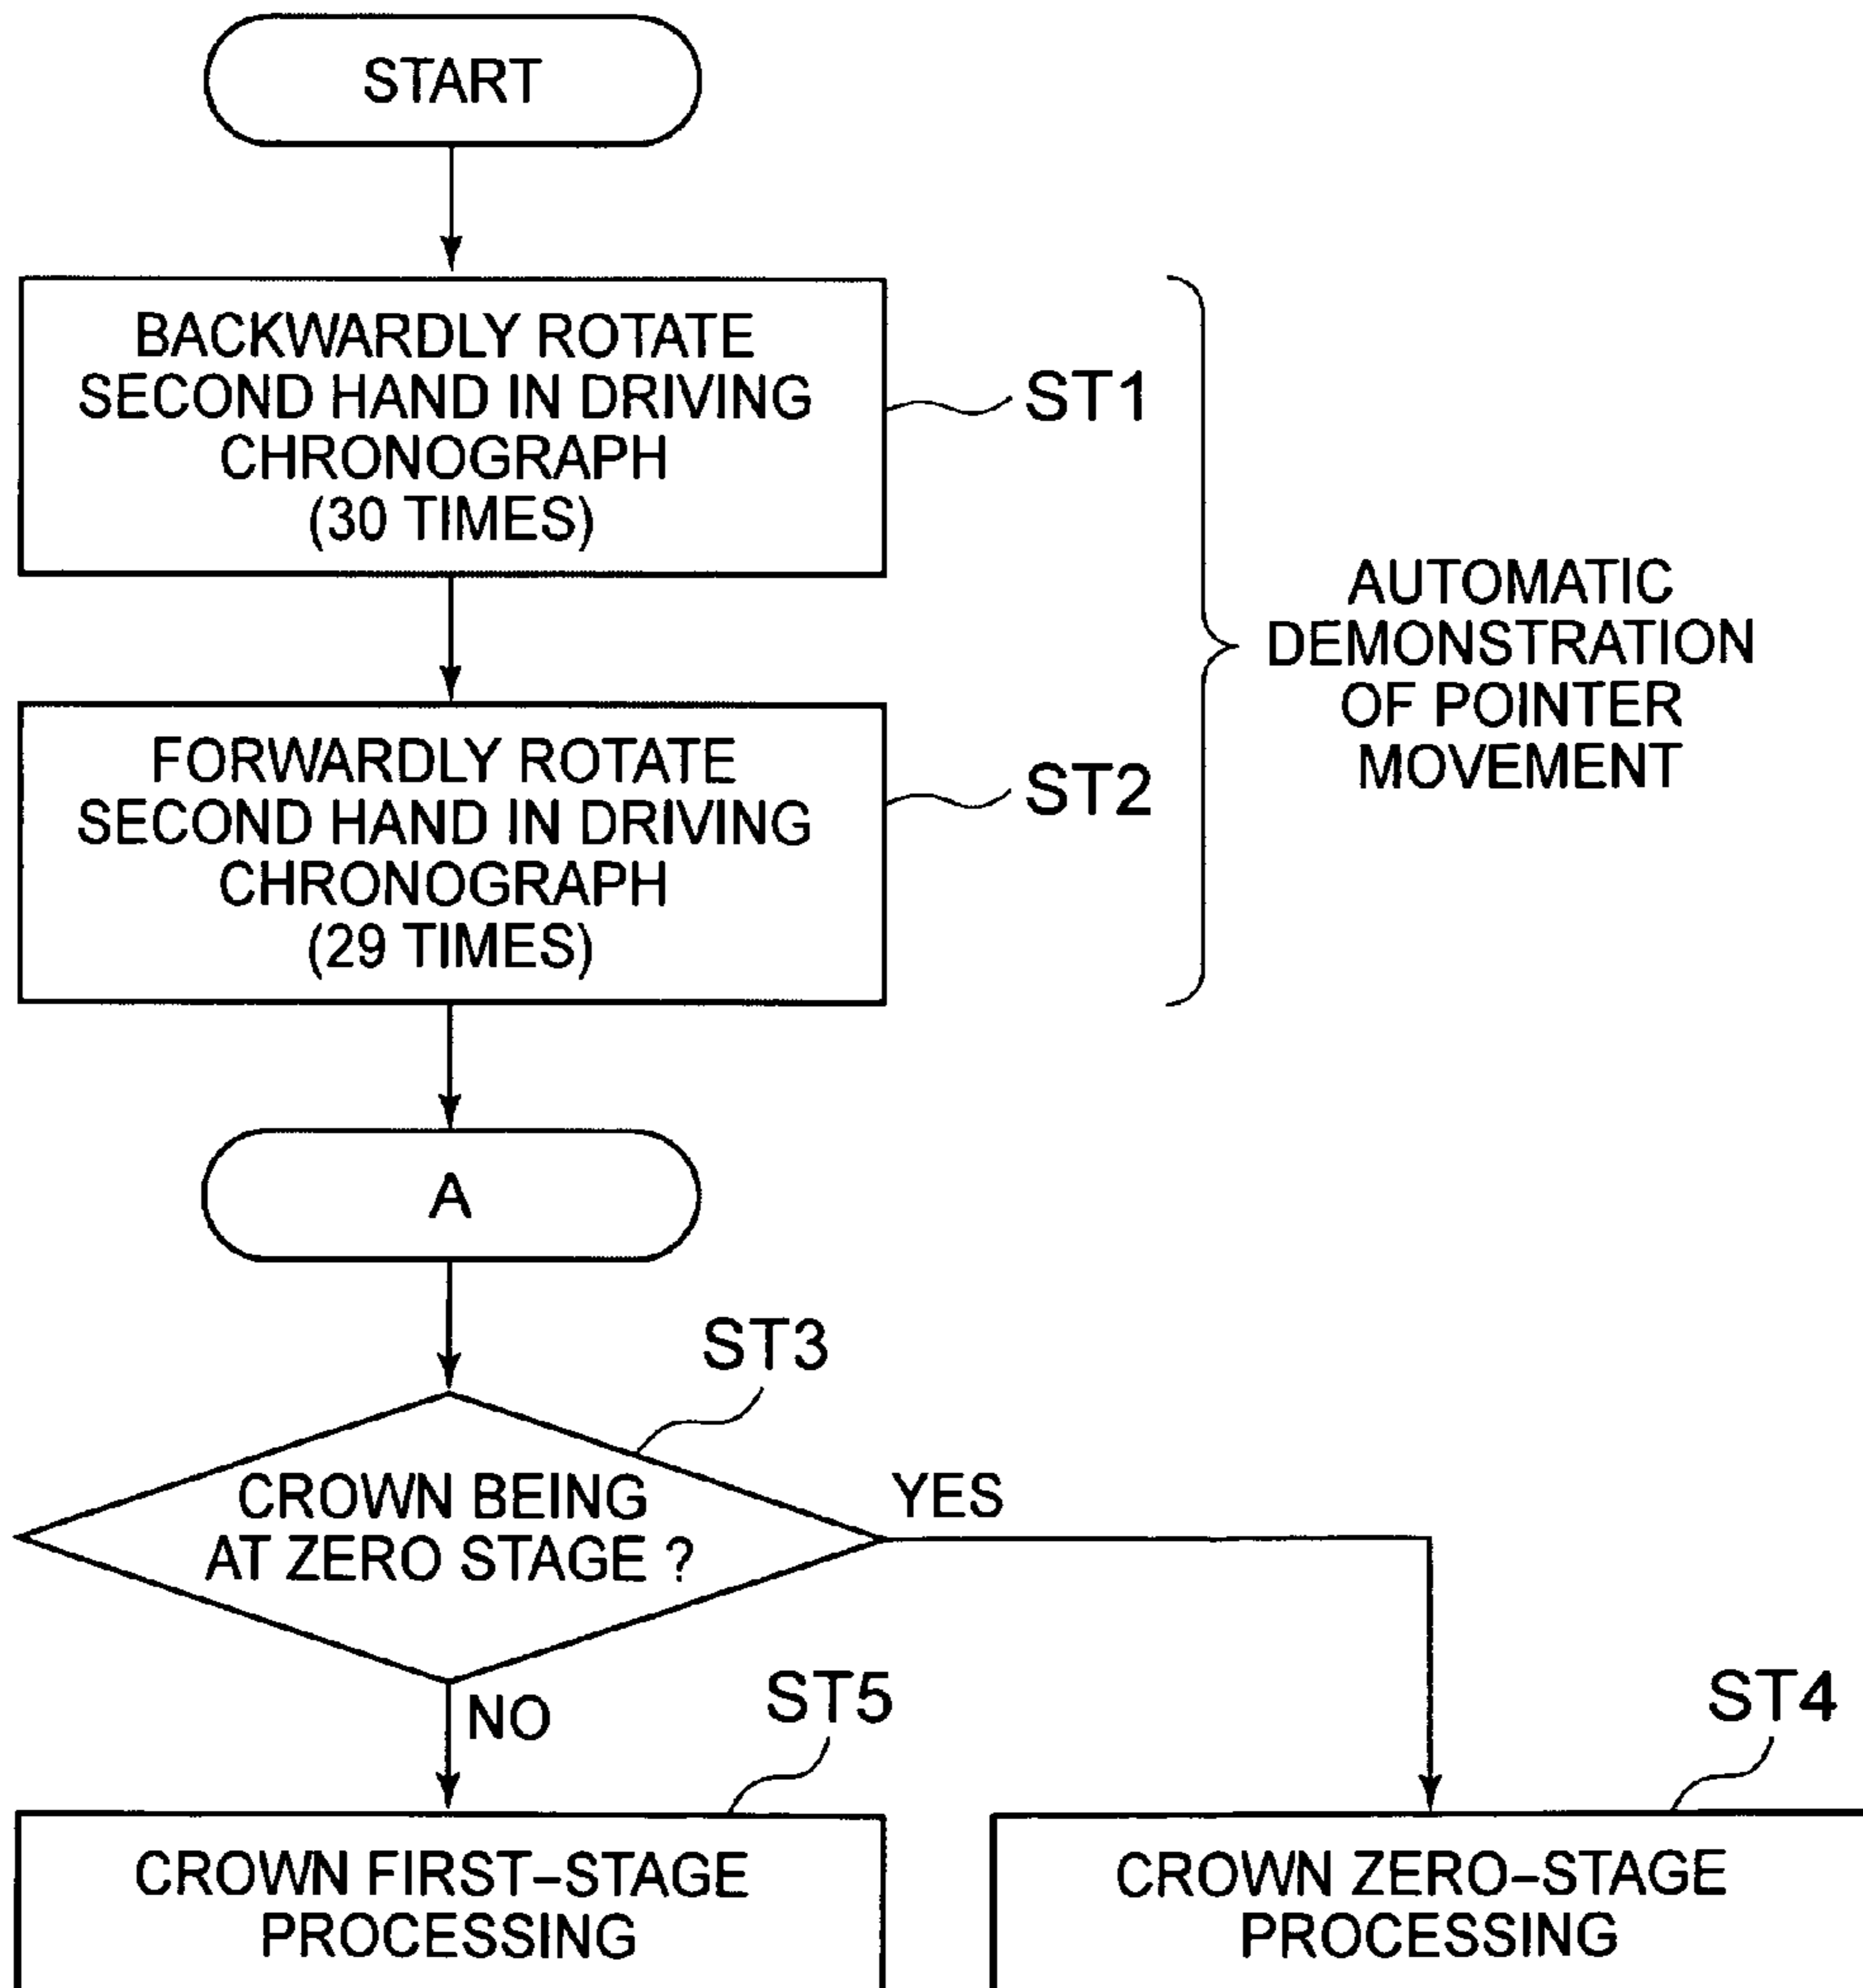 START
BACKWARDLY ROTATE
SECOND HAND IN DRIVING
CHRONOGRAPH
(30 TIMES)
ST1
FORWARDLY ROTATE
SECOND HAND IN DRIVING
CHRONOGRAPH
(29 TIMES)
ST2
AUTOMATIC
DEMONSTRATION
OF POINTER
MOVEMENT
A
ST3
CROWN BEING
AT ZERO STAGE ?
YES
NO
ST5
CROWN FIRST-STAGE
PROCESSING
ST4
CROWN ZERO-STAGE
PROCESSING